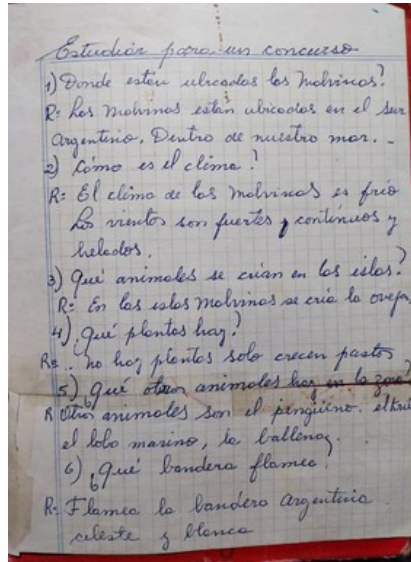 Estudiar para un concurso
1) Donde están ubicadas las Malvinas?
R: Las Malvinas están ubicadas en el sur
Argentino. Dentro de nuestro mar. -
2) Cómo es el clima?
R: El clima de las Malvinas es frío
Los vientos son fuertes, continuos y
helados.
3) Qué animales se crían en las islas?
R: En las islas Malvinas se cría la oveja
4) ¿Qué plantas hay?
R: no hay plantas solo crecen pastos
5) ¿Qué otros animales hay en la zona?
R Otros animales son el pingüino.
el lobo marino, la ballena.
6) ¿Qué bandera flamea?
R: Flamea la bandera Argentina
celeste y blanca